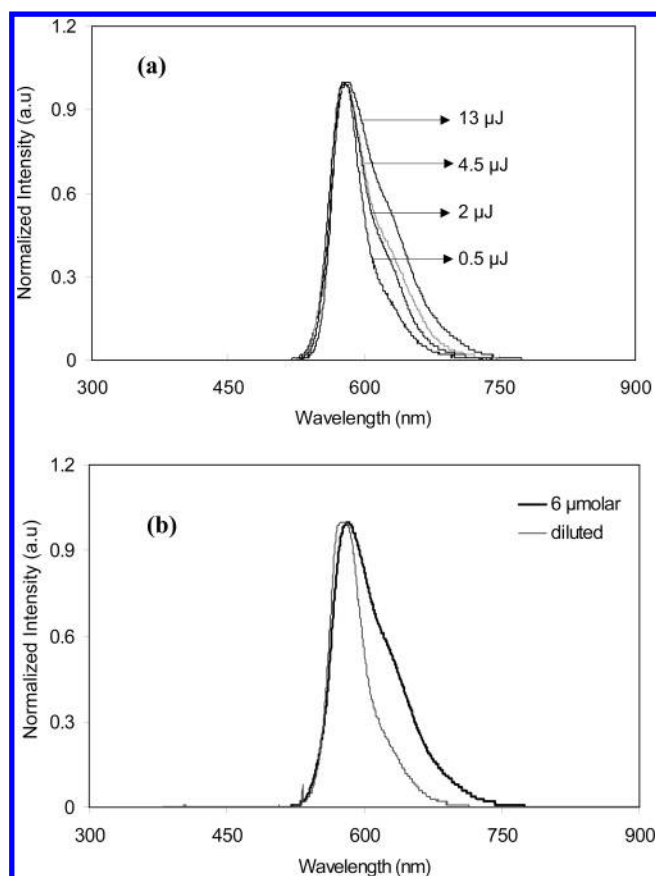 (a)
Normalized Intensity (a.u)
1.2
0.9
0.6
0.3
0
13 µJ
4.5 µJ
2 µJ
0.5 µJ
300 450 600 750 900
Wavelength (nm)
(b)
Normalized Intensity (a.u)
1.2
0.9
0.6
0.3
0
6 µmolar
diluted
300 450 600 750 900
Wavelength (nm)